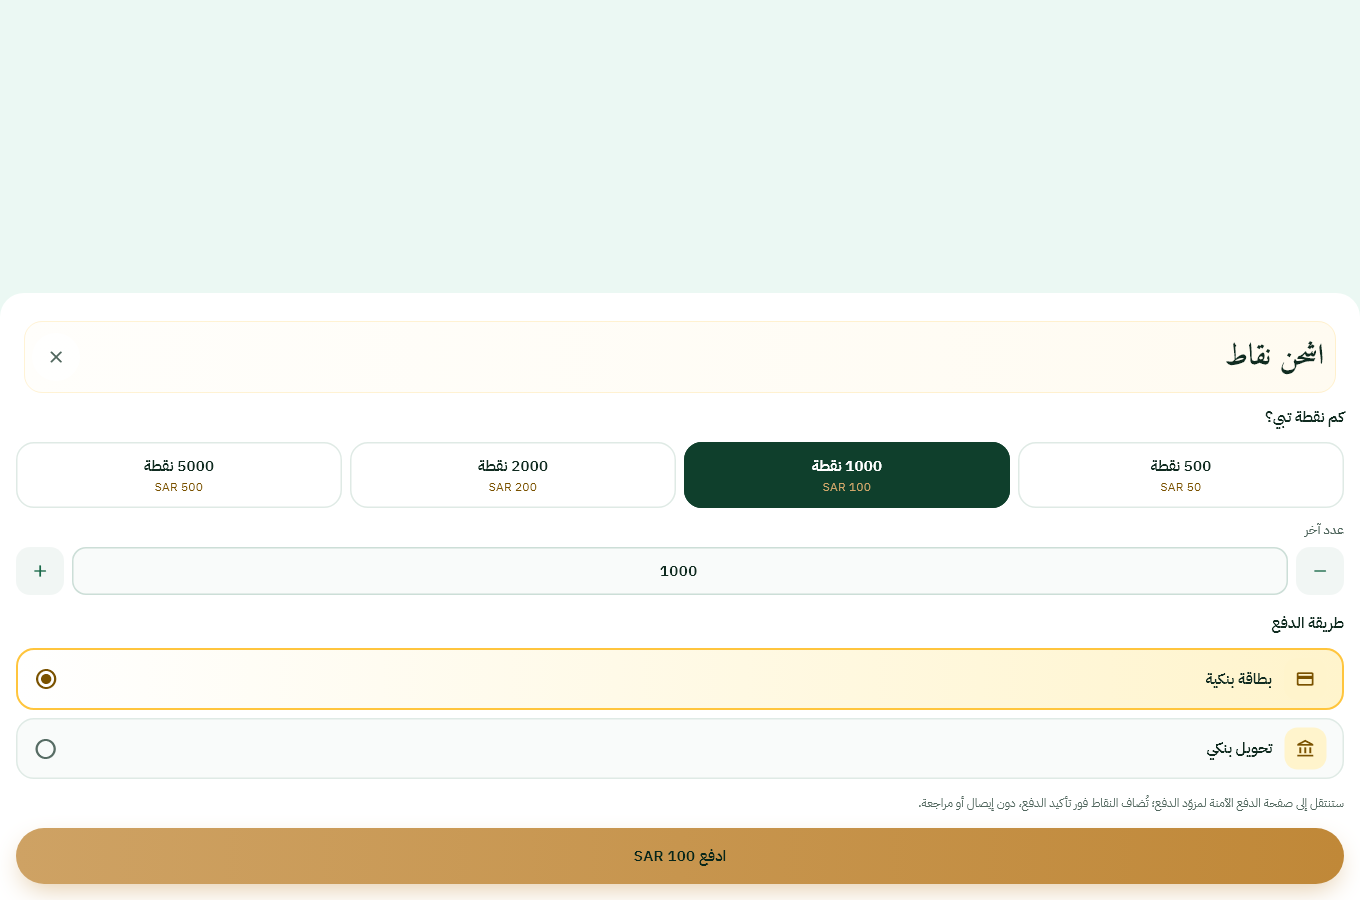 اشحن نقاط
كم نقطة تبي؟
500 نقطة
SAR 50
1000 نقطة
SAR 100
2000 نقطة
SAR 200
5000 نقطة
SAR 500
عدد آخر
1000
طريقة الدفع
بطاقة بنكية
تحويل بنكي
ستنتقل إلى صفحة الدفع الآمنة لمزوّد الدفع؛ تُضاف النقاط فور تأكيد الدفع، دون إيصال أو مراجعة.
ادفع 100 SAR